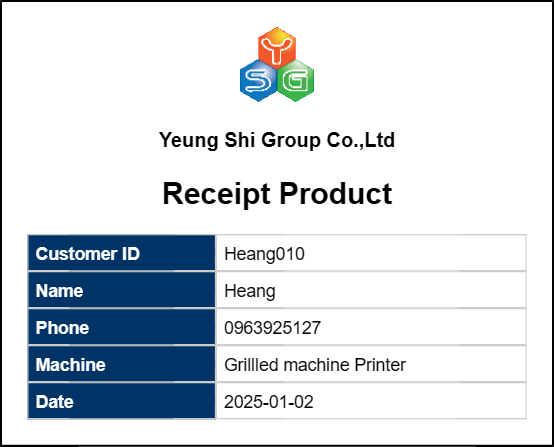 Y
S G
Yeung Shi Group Co.,Ltd
Receipt Product
Customer ID Heang010
Name Heang
Phone 0963925127
Machine Grillled machine Printer
Date 2025-01-02